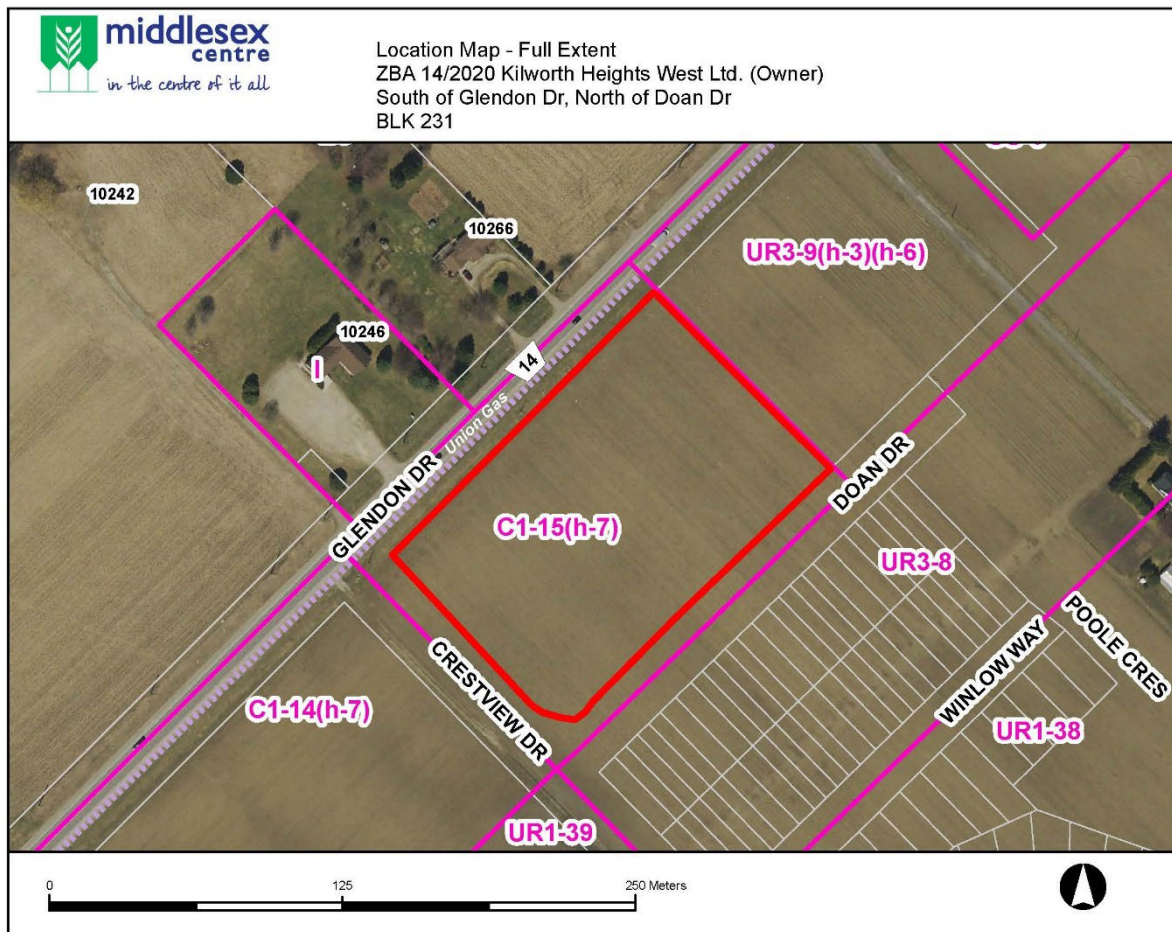 middlesex
centre
in the centre of it all
Location Map - Full Extent
ZBA 14/2020 Kilworth Heights West Ltd. (Owner)
South of Glendon Dr, North of Doan Dr
BLK 231
10242
10266
UR3-9(h-3)(h-6)
10246
I
14
Union Gas
GLENDON DR
C1-15(h-7)
DOAN DR
UR3-8
POOLE CRES
WINLOW WAY
CRESTVIEW DR
C1-14(h-7)
UR1-38
UR1-39
0 125 250 Meters